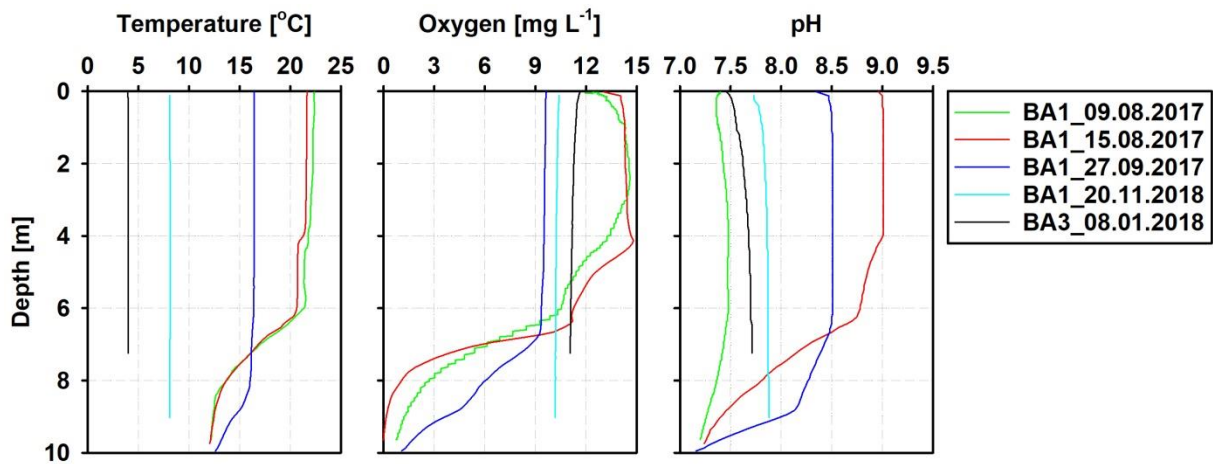 Temperature [°C] Oxygen [mg L⁻¹] pH
0 5 10 15 20 25 0 3 6 9 12 15 7.0 7.5 8.0 8.5 9.0 9.5
0
2
4
6
8
10
Depth [m]
BA1_09.08.2017
BA1_15.08.2017
BA1_27.09.2017
BA1_20.11.2018
BA3_08.01.2018